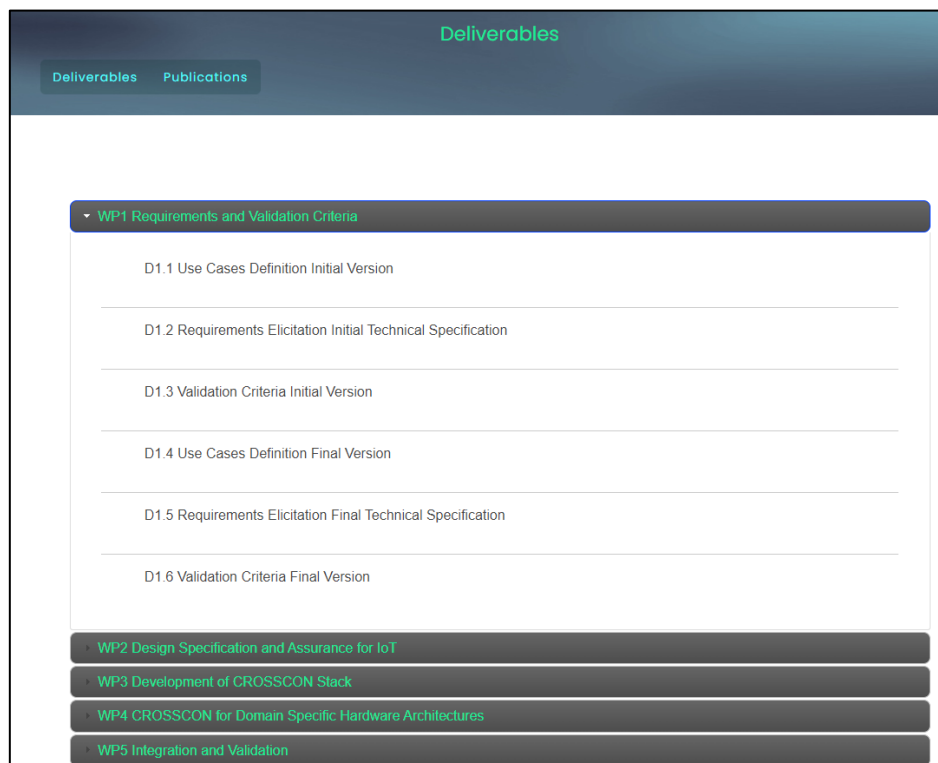 Deliverables
Deliverables Publications
WP1 Requirements and Validation Criteria
D1.1 Use Cases Definition Initial Version
D1.2 Requirements Elicitation Initial Technical Specification
D1.3 Validation Criteria Initial Version
D1.4 Use Cases Definition Final Version
D1.5 Requirements Elicitation Final Technical Specification
D1.6 Validation Criteria Final Version
WP2 Design Specification and Assurance for IoT
WP3 Development of CROSSCON Stack
WP4 CROSSCON for Domain Specific Hardware Architectures
WP5 Integration and Validation